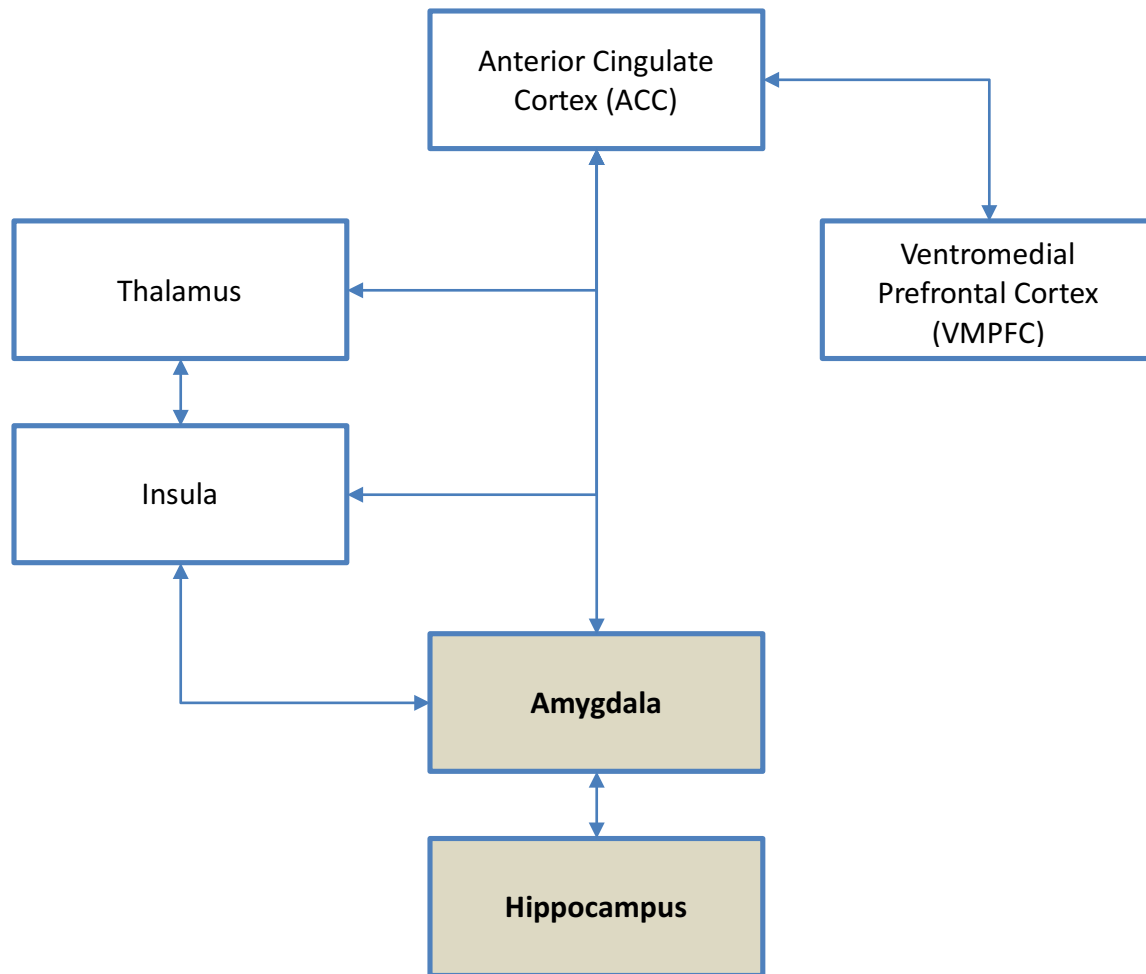 Anterior Cingulate
Cortex (ACC)
Thalamus
Ventromedial
Prefrontal Cortex
(VMPFC)
Insula
Amygdala
Hippocampus